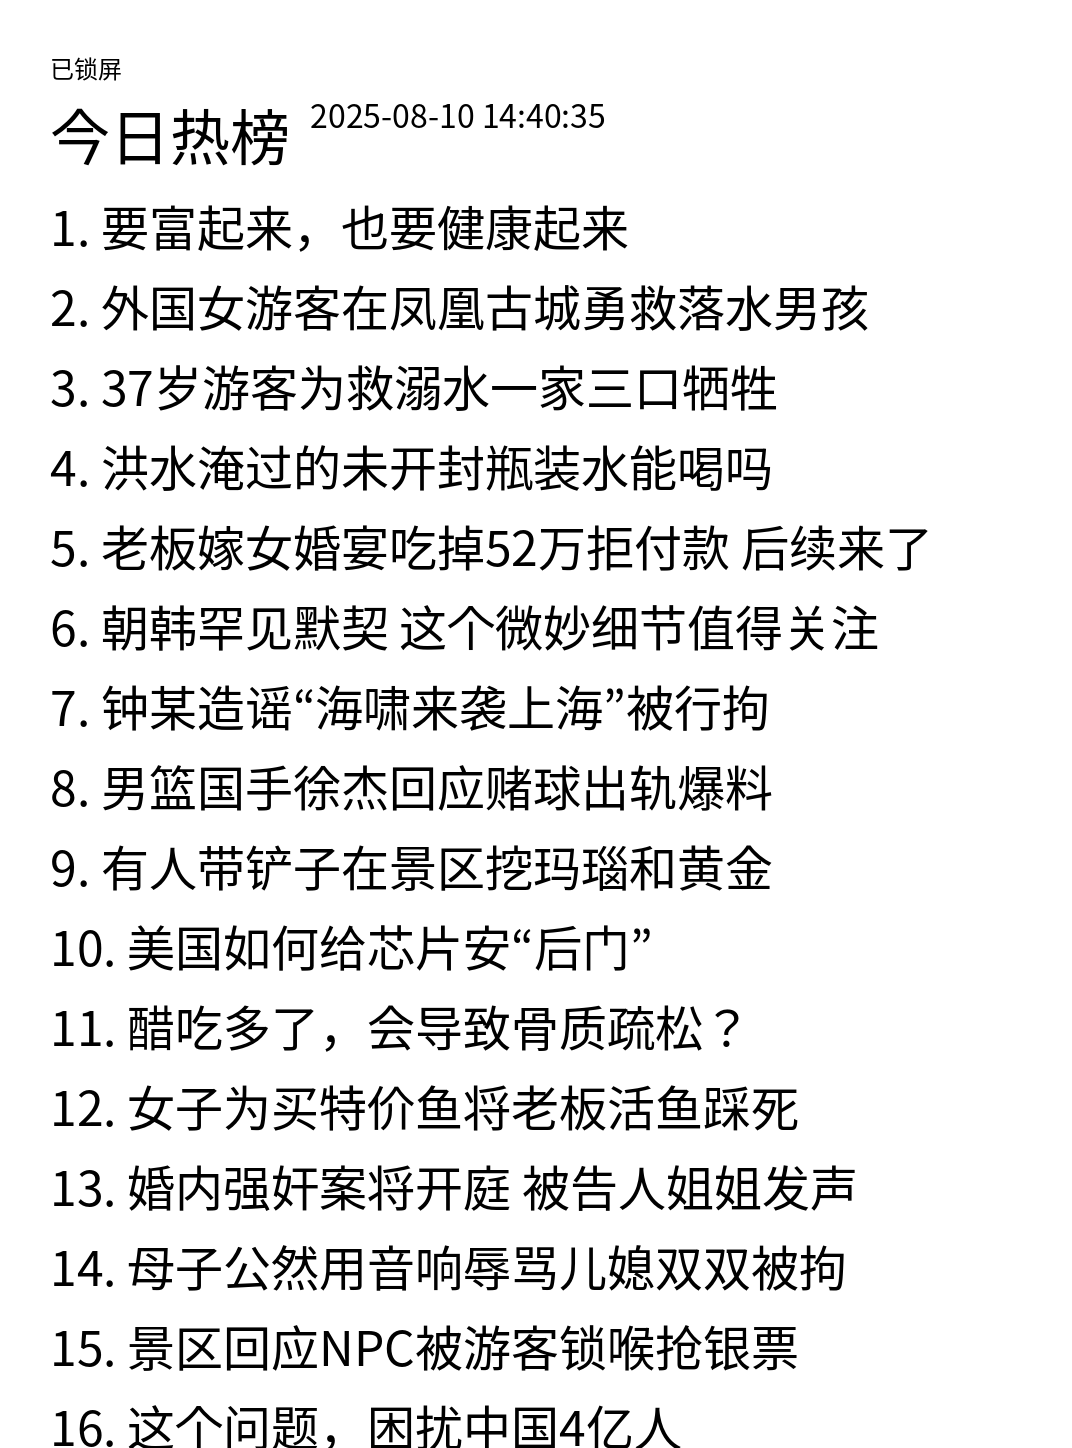 已锁屏
今日热榜 2025-08-10 14:40:35
1. 要富起来，也要健康起来
2. 外国女游客在凤凰古城勇救落水男孩
3. 37岁游客为救溺水一家三口牺牲
4. 洪水淹过的未开封瓶装水能喝吗
5. 老板嫁女婚宴吃掉52万拒付款 后续来了
6. 朝韩罕见默契 这个微妙细节值得关注
7. 钟某造谣“海啸来袭上海”被行拘
8. 男篮国手徐杰回应赌球出轨爆料
9. 有人带铲子在景区挖玛瑙和黄金
10. 美国如何给芯片安“后门”
11. 醋吃多了，会导致骨质疏松？
12. 女子为买特价鱼将老板活鱼踩死
13. 婚内强奸案将开庭 被告人姐姐发声
14. 母子公然用音响辱骂儿媳双双被拘
15. 景区回应NPC被游客锁喉抢银票
16. 这个问题，困扰中国4亿人